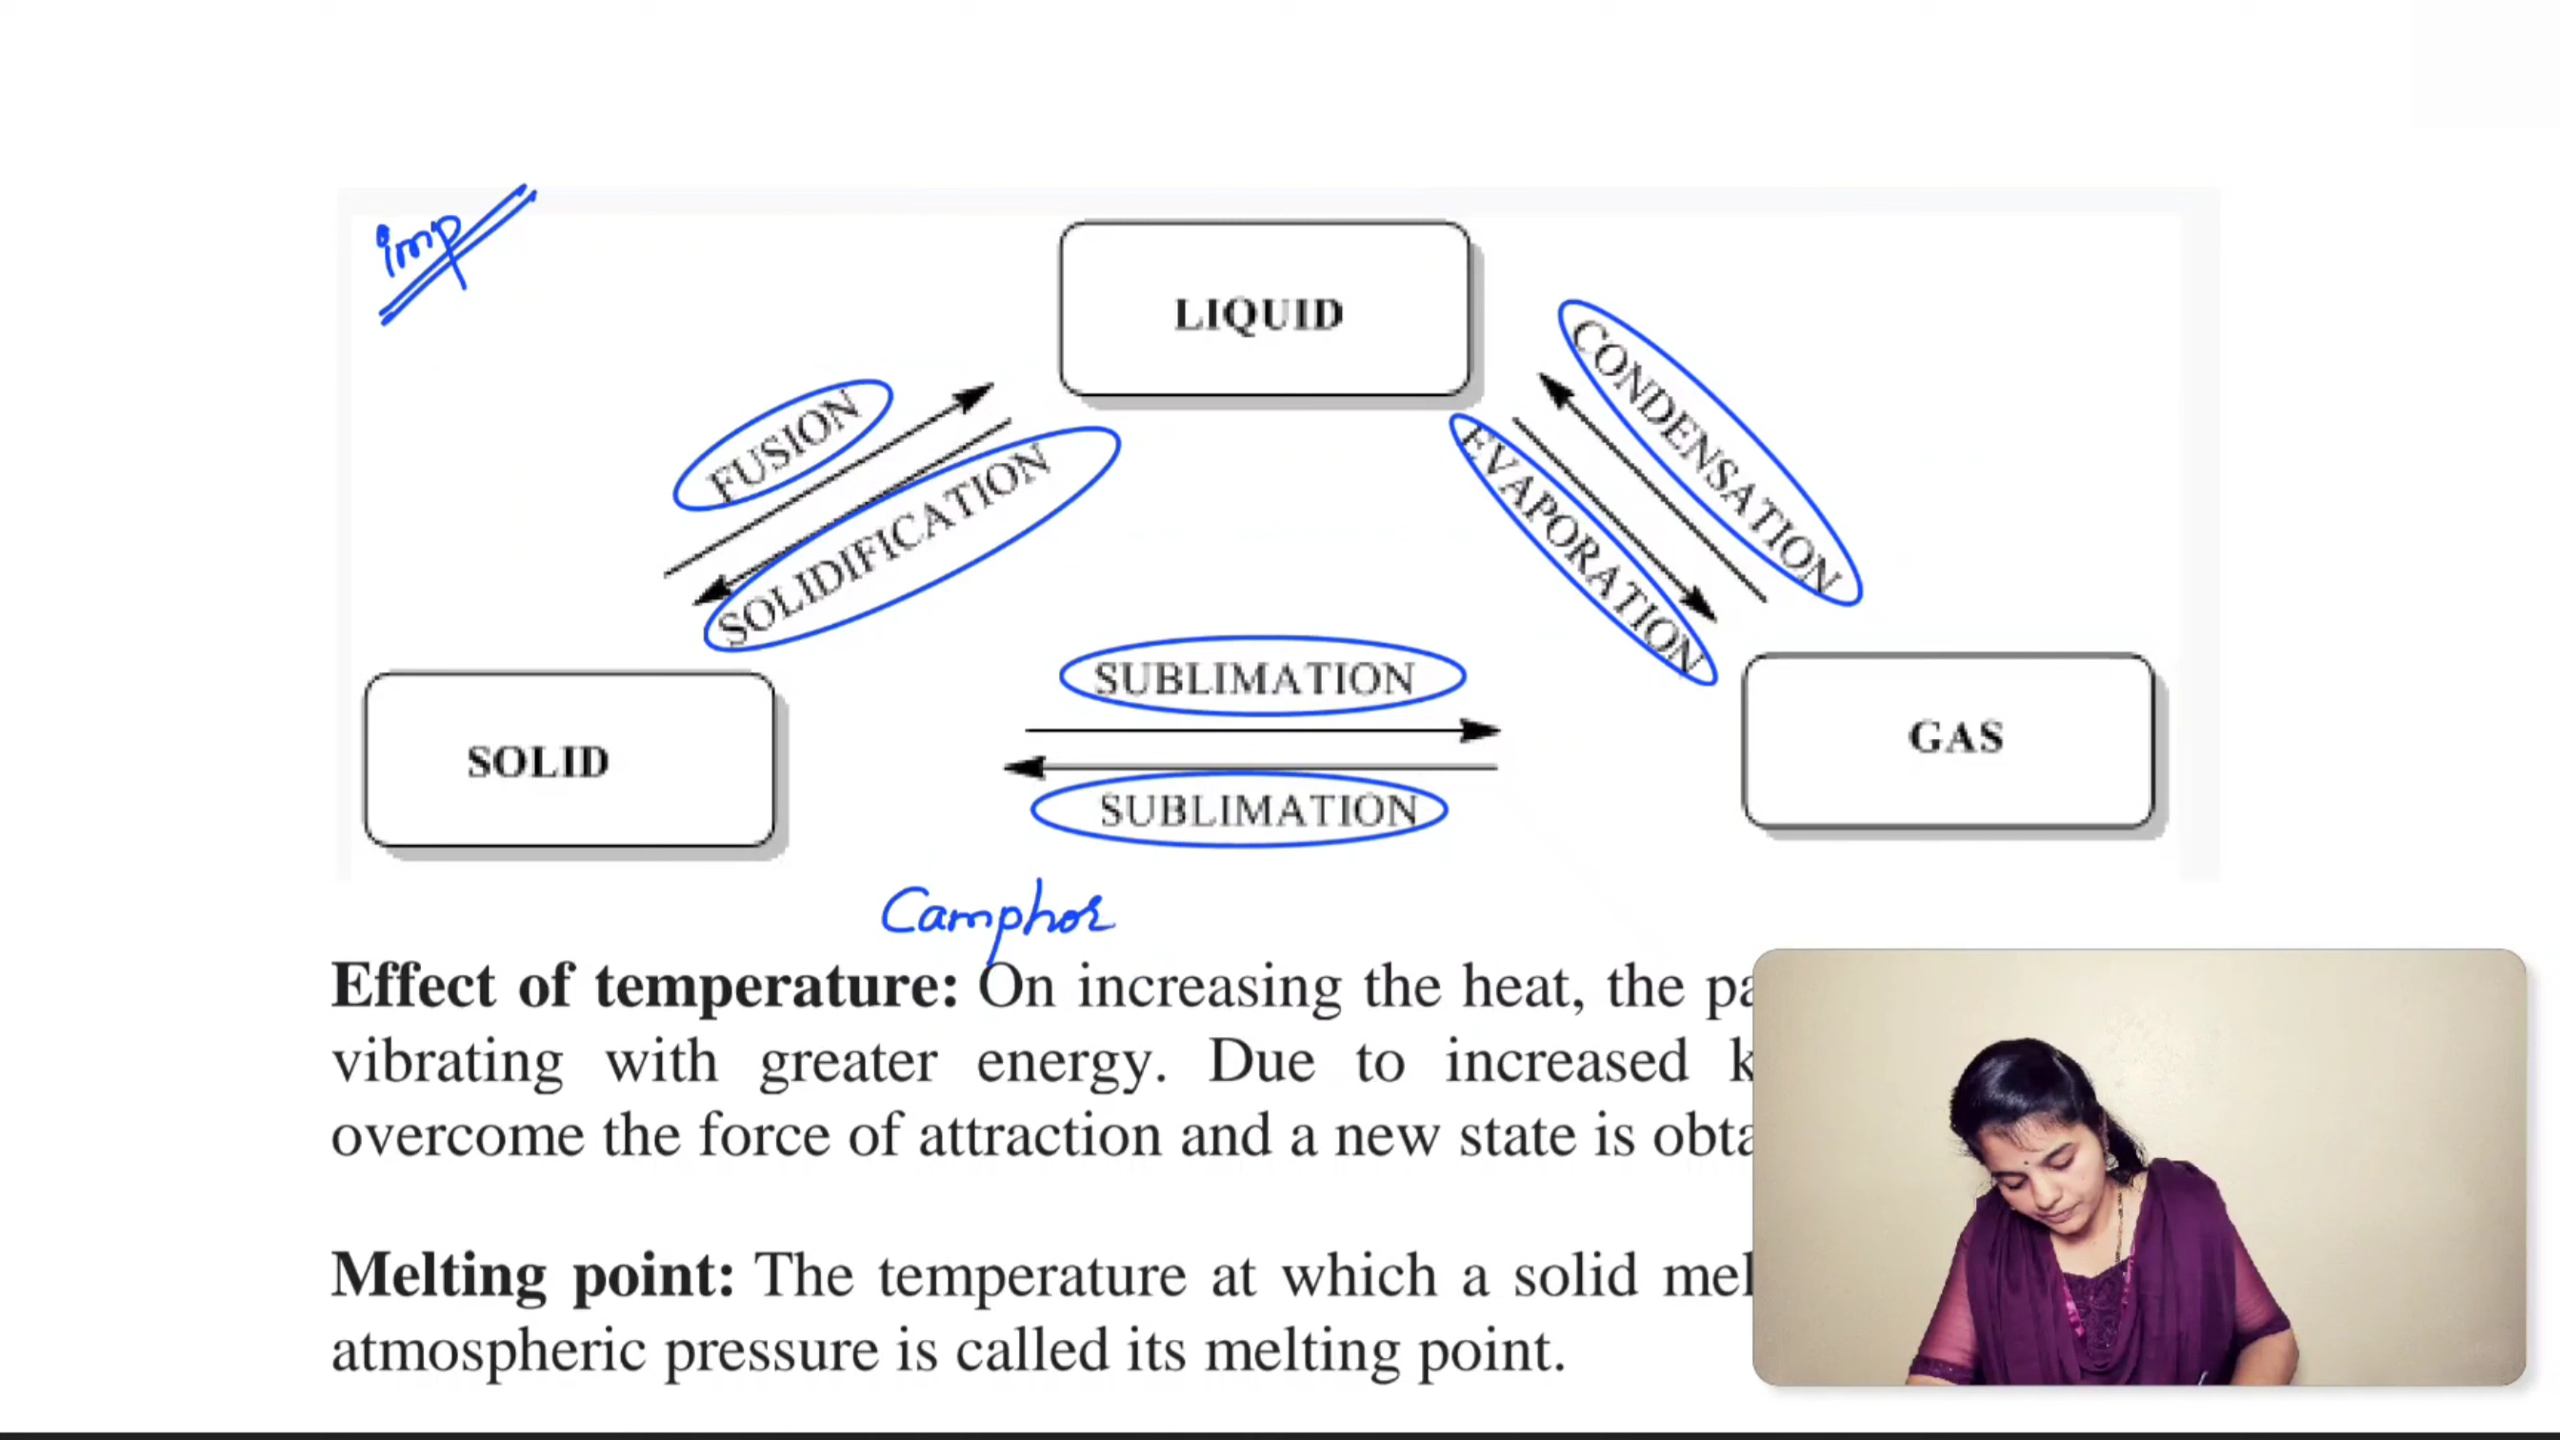 imp
LIQUID
CONDENSATION
FUSION
EVAPORATION
SOLIDIFICATION
SUBLIMATION
SOLID
GAS
SUBLIMATION
Camphor
Effect of temperature: On increasing the heat, the pa
vibrating with greater energy. Due to increased k
overcome the force of attraction and a new state is obta
Melting point: The temperature at which a solid mel
atmospheric pressure is called its melting point.